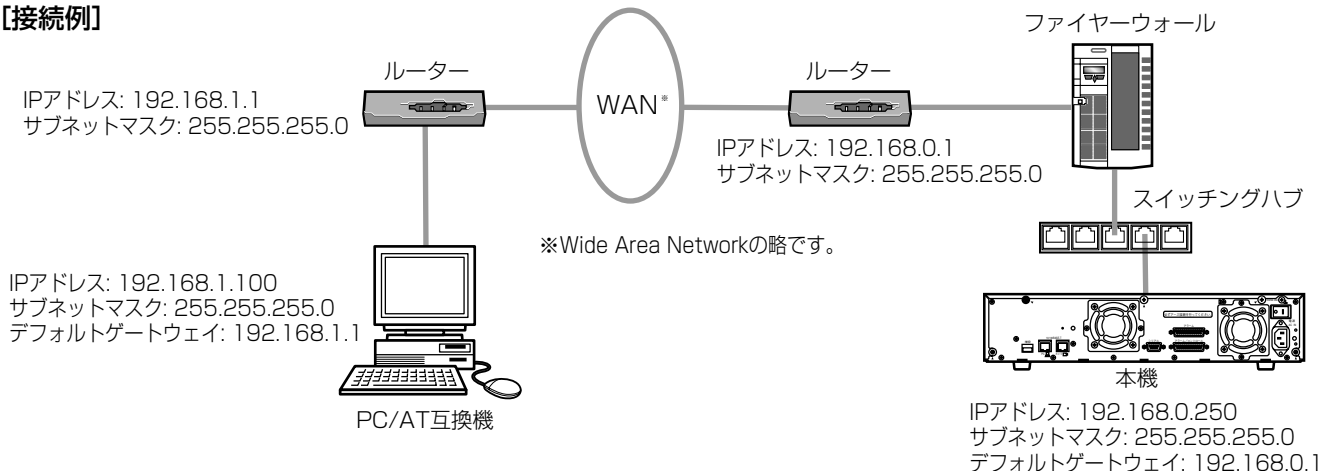 [接続例]
ファイヤーウォール
ルーター
ルーター
IPアドレス: 192.168.1.1
サブネットマスク: 255.255.255.0
WAN※
IPアドレス: 192.168.0.1
サブネットマスク: 255.255.255.0
スイッチングハブ
※Wide Area Networkの略です。
IPアドレス: 192.168.1.100
サブネットマスク: 255.255.255.0
デフォルトゲートウェイ: 192.168.1.1
PC/AT互換機
本機
IPアドレス: 192.168.0.250
サブネットマスク: 255.255.255.0
デフォルトゲートウェイ: 192.168.0.1